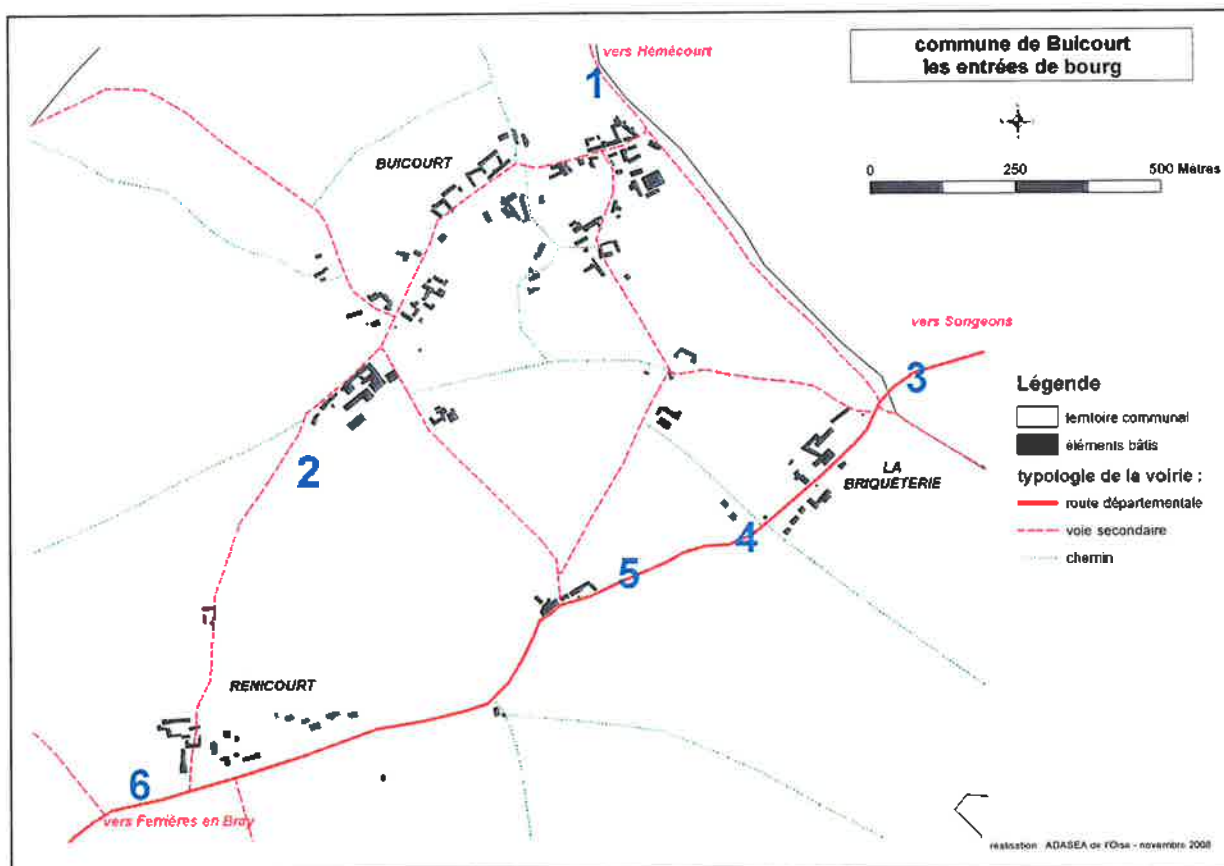 commune de Buicourt
les entrées de bourg
vers Hémécourt
1
BUICOURT
0 250 500 Mètres
vers Songeons
3
2
LA
BRIQUETERIE
4
5
RENICOURT
6
vers Ferrières en Bray
Légende
territoire communal
éléments bâtis
typologie de la voirie :
route départementale
voie secondaire
chemin
réalisation ADASEA de l'Oise - novembre 2008